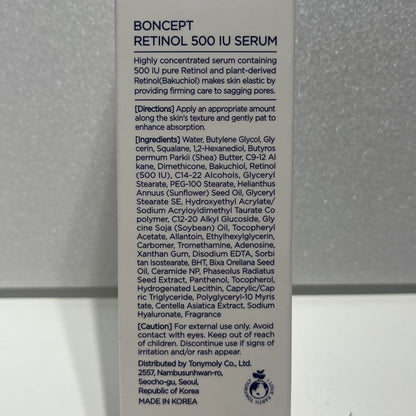 BONCEPT
RETINOL 500 IU SERUM
Highly concentrated serum containing
500 IU pure Retinol and plant-derived
Retinol(Bakuchiol) makes skin elastic by
providing firming care to sagging pores.
[Directions] Apply an appropriate amount
along the skin's texture and gently pat to
enhance absorption.
[Ingredients] Water, Butylene Glycol, Gly
cerin, Squalane, 1,2-Hexanediol, Butyros
permum Parkii (Shea) Butter, C9-12 Al
kane, Dimethicone, Bakuchiol, Retinol
(500 IU), C14-22 Alcohols, Glyceryl
Stearate, PEG-100 Stearate, Helianthus
Annuus (Sunflower) Seed Oil, Glyceryl
Stearate SE, Hydroxyethyl Acrylate/
Sodium Acryloyldimethyl Taurate Co
polymer, C12-20 Alkyl Glucoside, Gly
cine Soja (Soybean) Oil, Tocopheryl
Acetate, Allantoin, Ethylhexylglycerin,
Carbomer, Tromethamine, Adenosine,
Xanthan Gum, Disodium EDTA, Sorbi
tan Isostearate, BHT, Bixa Orellana Seed
Oil, Ceramide NP, Phaseolus Radiatus
Seed Extract, Panthenol, Tocopherol,
Hydrogenated Lecithin, Caprylic/Cap
ric Triglyceride, Polyglyceryl-10 Myris
tate, Centella Asiatica Extract, Sodium
Hyaluronate, Fragrance
[Caution] For external use only. Avoid
contact with eyes. Keep out of reach
of children. Discontinue use if signs of
irritation and/or rash appear.
Distributed by Tonymoly Co., Ltd.
2557, Nambusunhwan-ro,
Seocho-gu, Seoul,
Republic of Korea
MADE IN KOREA